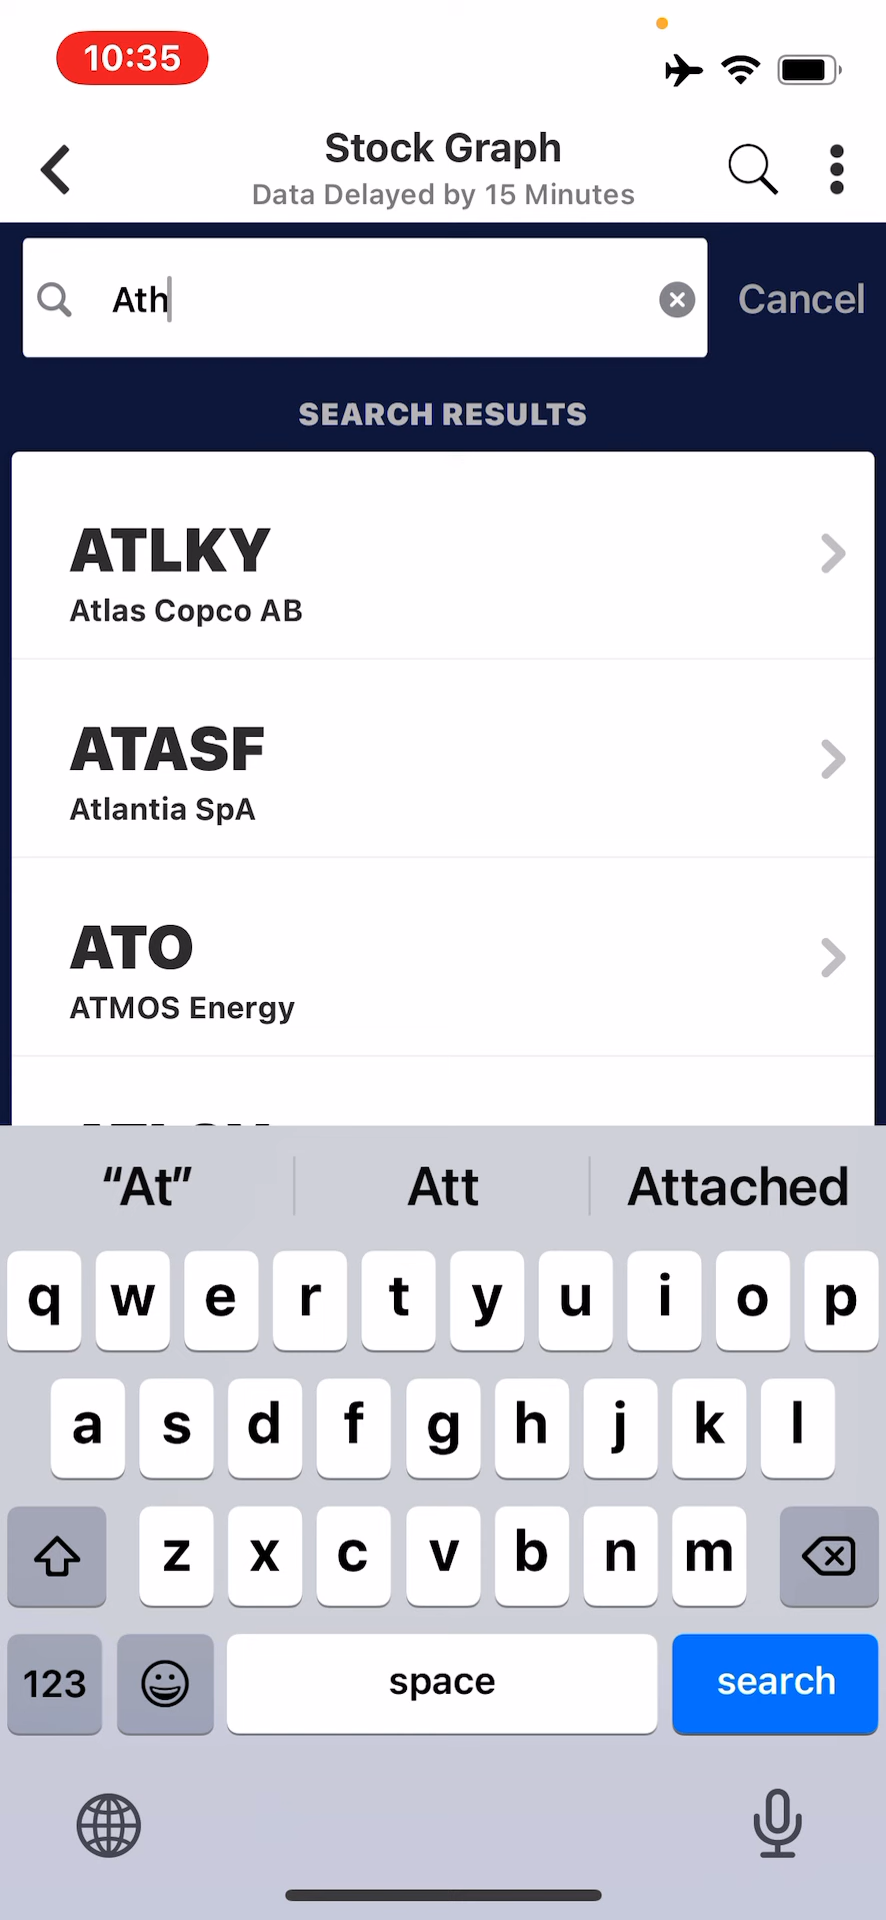 10:35
Stock Graph
Data Delayed by 15 Minutes
Ath
Cancel
SEARCH RESULTS
ATLKY
Atlas Copco AB
ATASF
Atlantia SpA
ATO
ATMOS Energy
“At” Att Attached
q w e r t y u i o p
a s d f g h j k l
z x c v b n m
123 space search